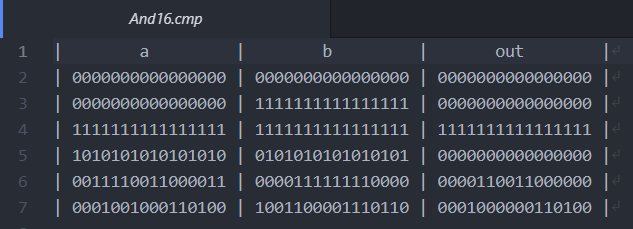 And16.cmp
1 | a | b | out |
2 | 0000000000000000 | 0000000000000000 | 0000000000000000 |
3 | 0000000000000000 | 1111111111111111 | 0000000000000000 |
4 | 1111111111111111 | 1111111111111111 | 1111111111111111 |
5 | 1010101010101010 | 0101010101010101 | 0000000000000000 |
6 | 0011110011000011 | 0000111111110000 | 0000110011000000 |
7 | 0001001000110100 | 1001100001110110 | 0001000000110100 |